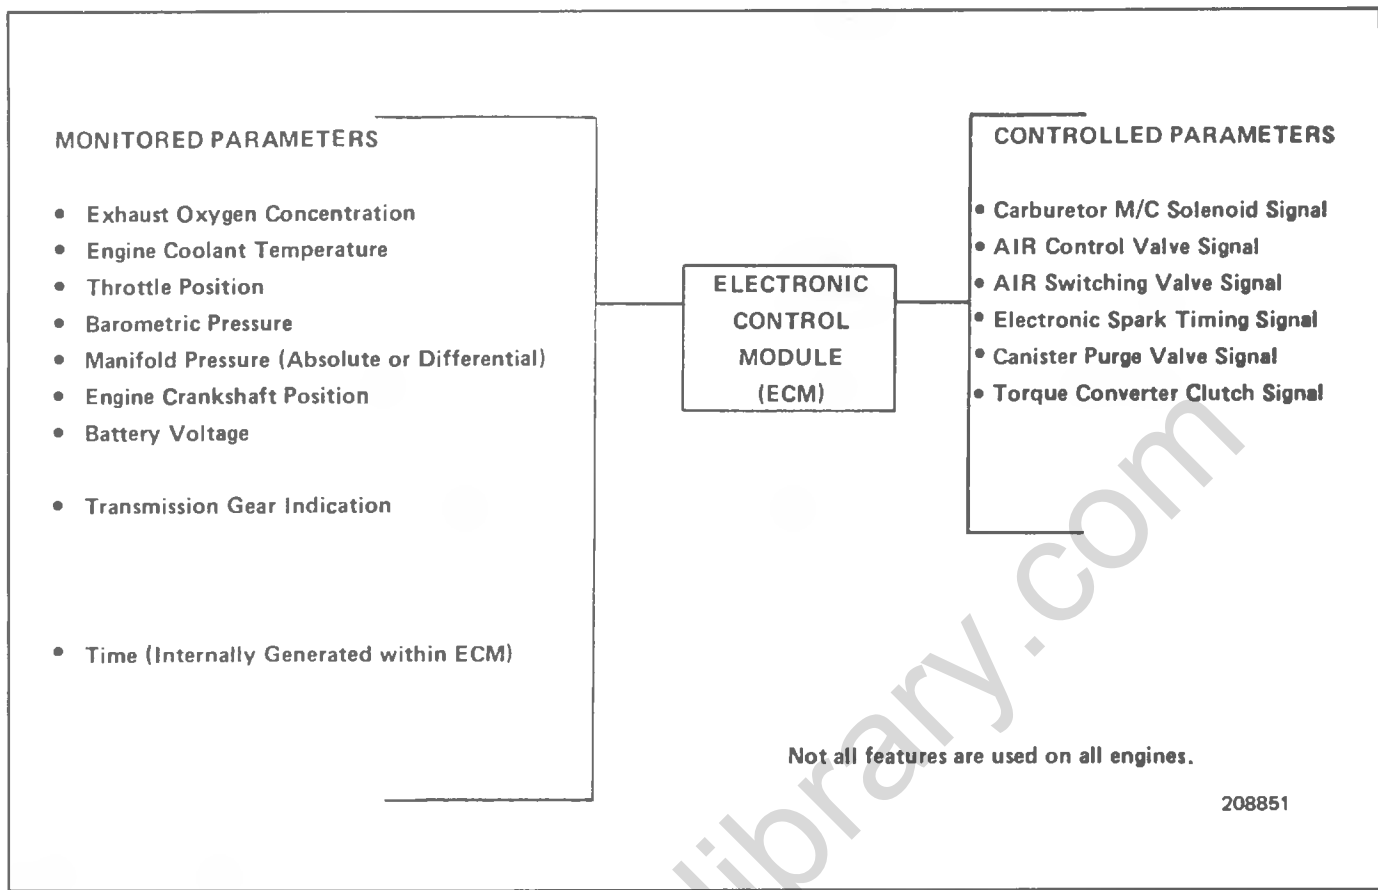 MONITORED PARAMETERS
• Exhaust Oxygen Concentration
• Engine Coolant Temperature
• Throttle Position
• Barometric Pressure
• Manifold Pressure (Absolute or Differential)
• Engine Crankshaft Position
• Battery Voltage
• Transmission Gear Indication
• Time (Internally Generated within ECM)
ELECTRONIC
CONTROL
MODULE
(ECM)
CONTROLLED PARAMETERS
• Carburetor M/C Solenoid Signal
• AIR Control Valve Signal
• AIR Switching Valve Signal
• Electronic Spark Timing Signal
• Canister Purge Valve Signal
• Torque Converter Clutch Signal
Not all features are used on all engines.
208851
library.com